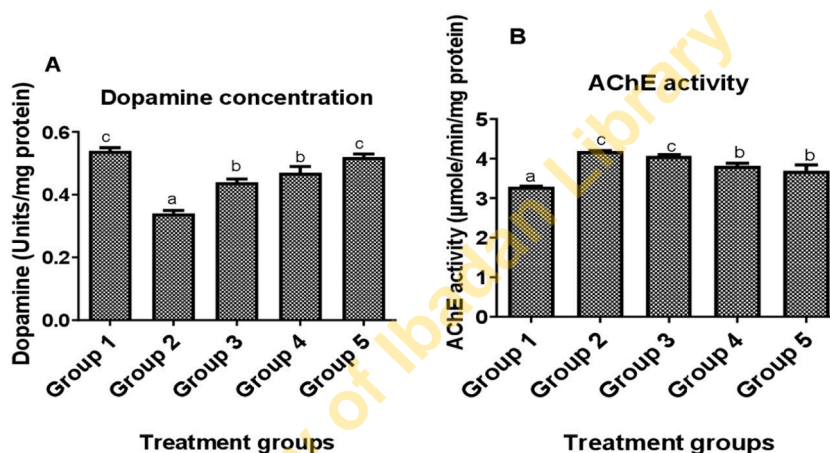 A
Dopamine concentration
Dopamine (Units/mg protein)
0.6
0.4
0.2
0.0
c
a
b
b
c
Group 1
Group 2
Group 3
Group 4
Group 5
Treatment groups
B
AChE activity
AChE activity (µmole/min/mg protein)
5
4
3
2
1
0
a
c
c
b
b
Group 1
Group 2
Group 3
Group 4
Group 5
Treatment groups
y of Ibadan Library